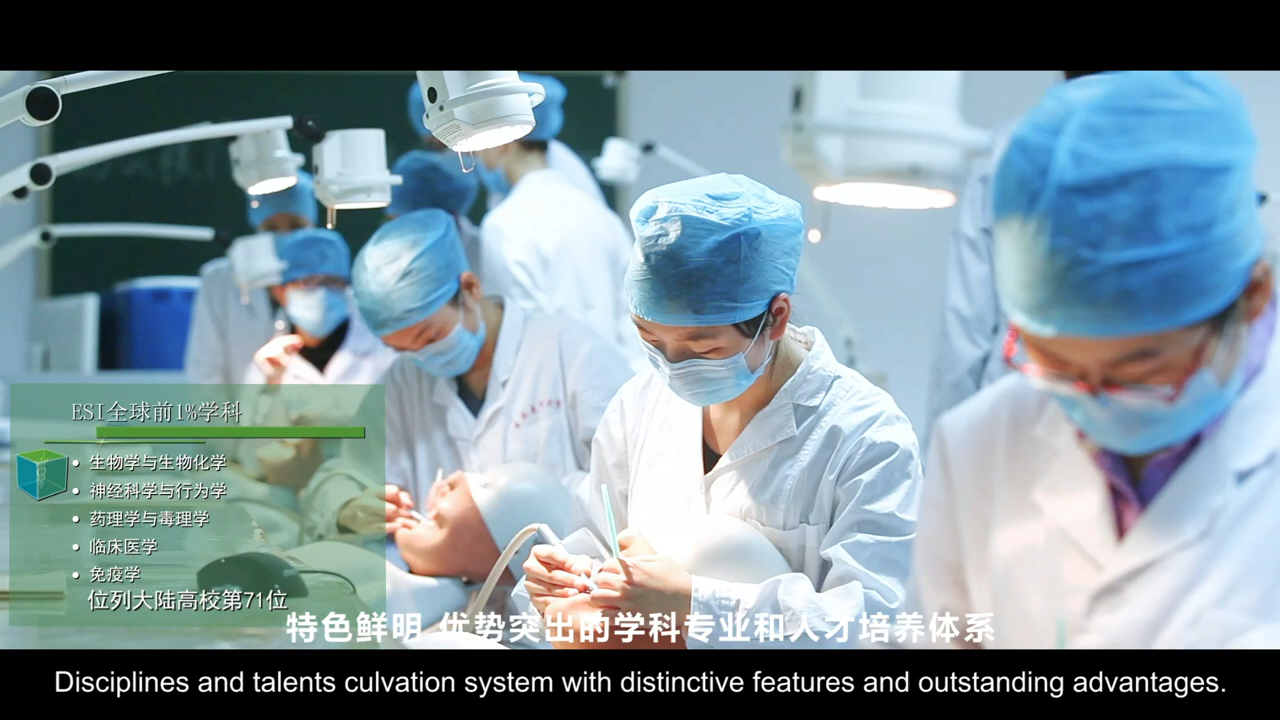 ESI全球前1%学科
• 生物学与生物化学
• 神经科学与行为学
• 药理学与毒理学
• 临床医学
• 免疫学
位列大陆高校第71位
特色鲜明 优势突出的学科专业和人才培养体系
Disciplines and talents culvation system with distinctive features and outstanding advantages.